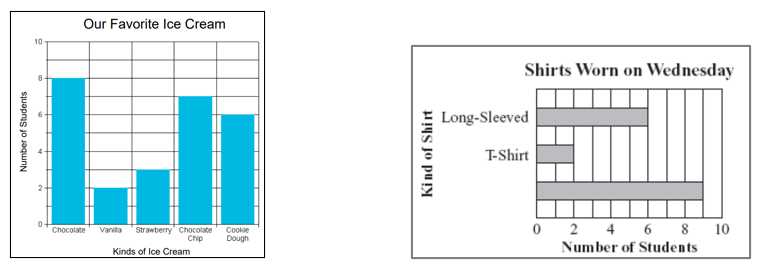 Our Favorite Ice Cream
Number of Students
10
8
6
4
2
0
Chocolate
Vanilla
Strawberry
Chocolate
Chip
Cookie
Dough
Kinds of Ice Cream
Shirts Worn on Wednesday
Kind of Shirt
Long-Sleeved
T-Shirt
0 2 4 6 8 10
Number of Students